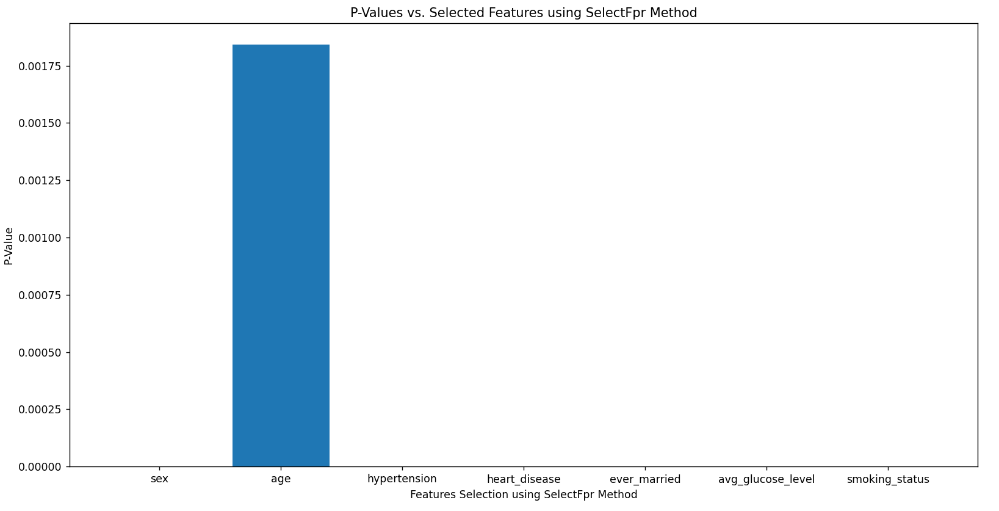 P-Values vs. Selected Features using SelectFpr Method
0.00175
0.00150
0.00125
0.00100
0.00075
0.00050
0.00025
0.00000
P-Value
sex age hypertension heart_disease ever_married avg_glucose_level smoking_status
Features Selection using SelectFpr Method